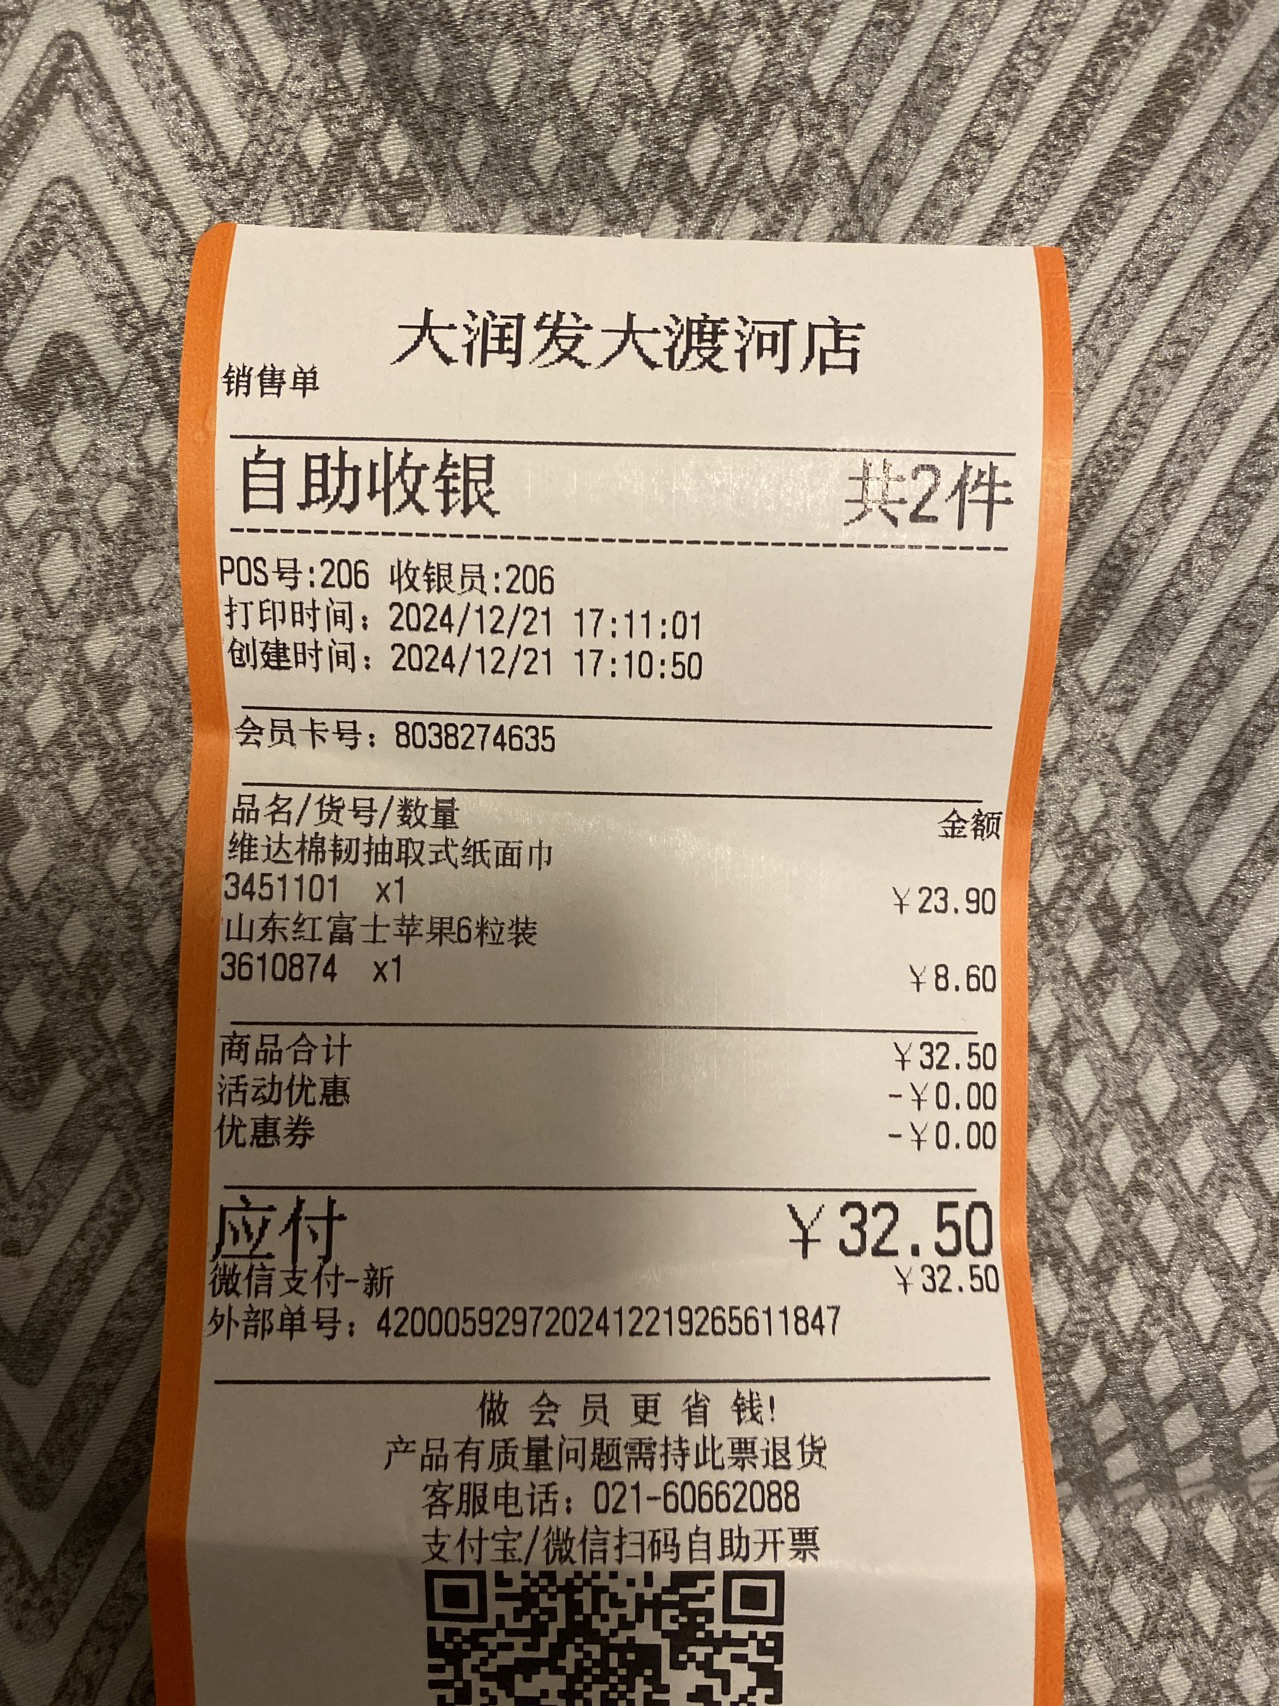 大润发大渡河店
销售单
自助收银 共2件
POS号:206 收银员:206
打印时间: 2024/12/21 17:11:01
创建时间: 2024/12/21 17:10:50
会员卡号: 8038274635
品名/货号/数量 金额
维达棉韧抽取式纸面巾
3451101 x1 ¥23.90
山东红富士苹果6粒装
3610874 x1 ¥8.60
商品合计 ¥32.50
活动优惠 -¥0.00
优惠券 -¥0.00
应付 ¥32.50
微信支付-新 ¥32.50
外部单号: 4200059297202412219265611847
做会员更省钱!
产品有质量问题需持此票退货
客服电话: 021-60662088
支付宝/微信扫码自助开票